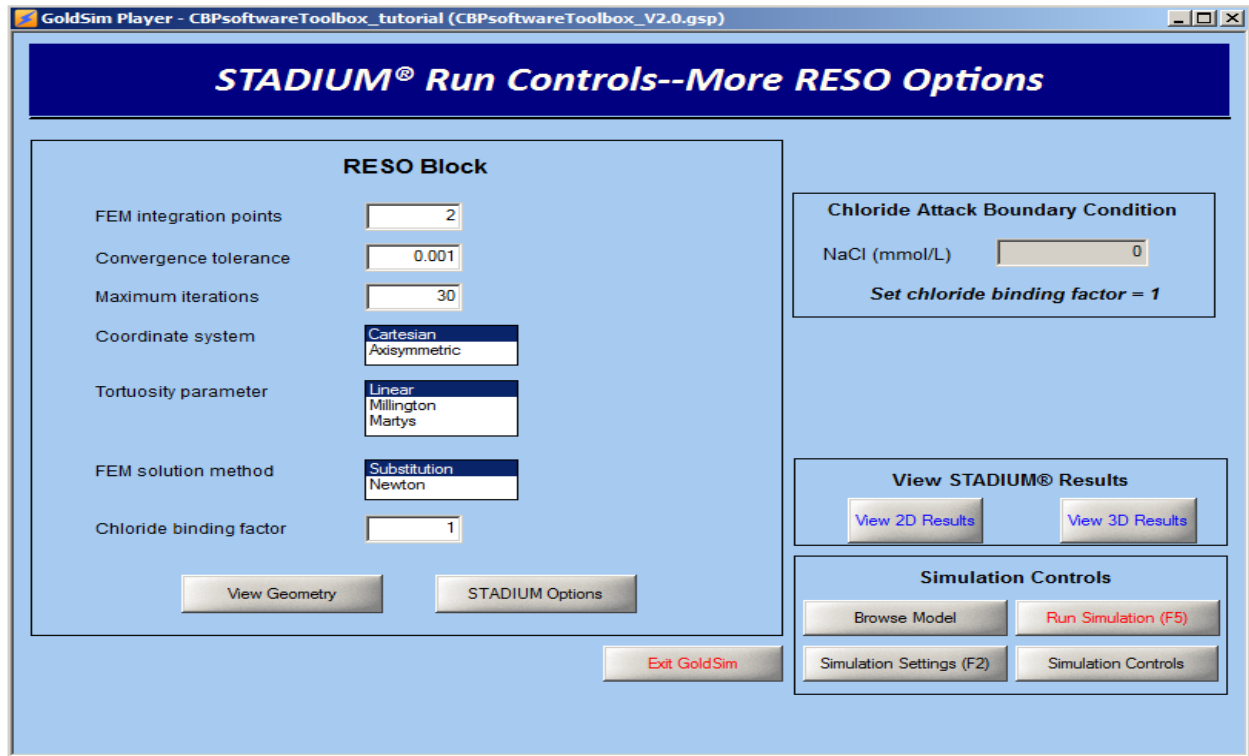 GoldSim Player - CBPsoftwareToolbox_tutorial (CBPsoftwareToolbox_V2.0.gsp)
STADIUM® Run Controls--More RESO Options
RESO Block
FEM integration points 2
Convergence tolerance 0.001
Maximum iterations 30
Coordinate system Cartesian
Axisymmetric
Tortuosity parameter Linear
Millington
Martys
FEM solution method Substitution
Newton
Chloride binding factor 1
View Geometry STADIUM Options
Exit GoldSim
Chloride Attack Boundary Condition
NaCl (mmol/L) 0
Set chloride binding factor = 1
View STADIUM® Results
View 2D Results View 3D Results
Simulation Controls
Browse Model Run Simulation (F5)
Simulation Settings (F2) Simulation Controls